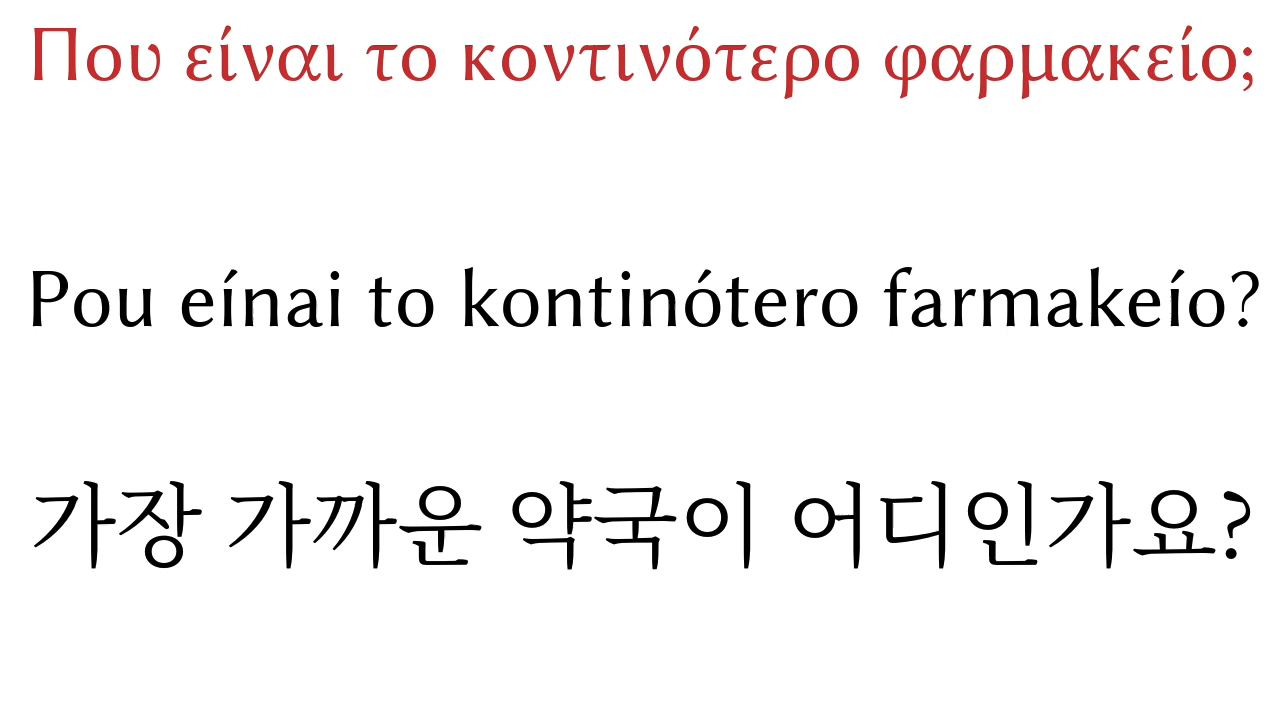 Που είναι το κοντινότερο φαρμακείο;
Pou eínai to kontinótero farmakeío?
가장 가까운 약국이 어디인가요?